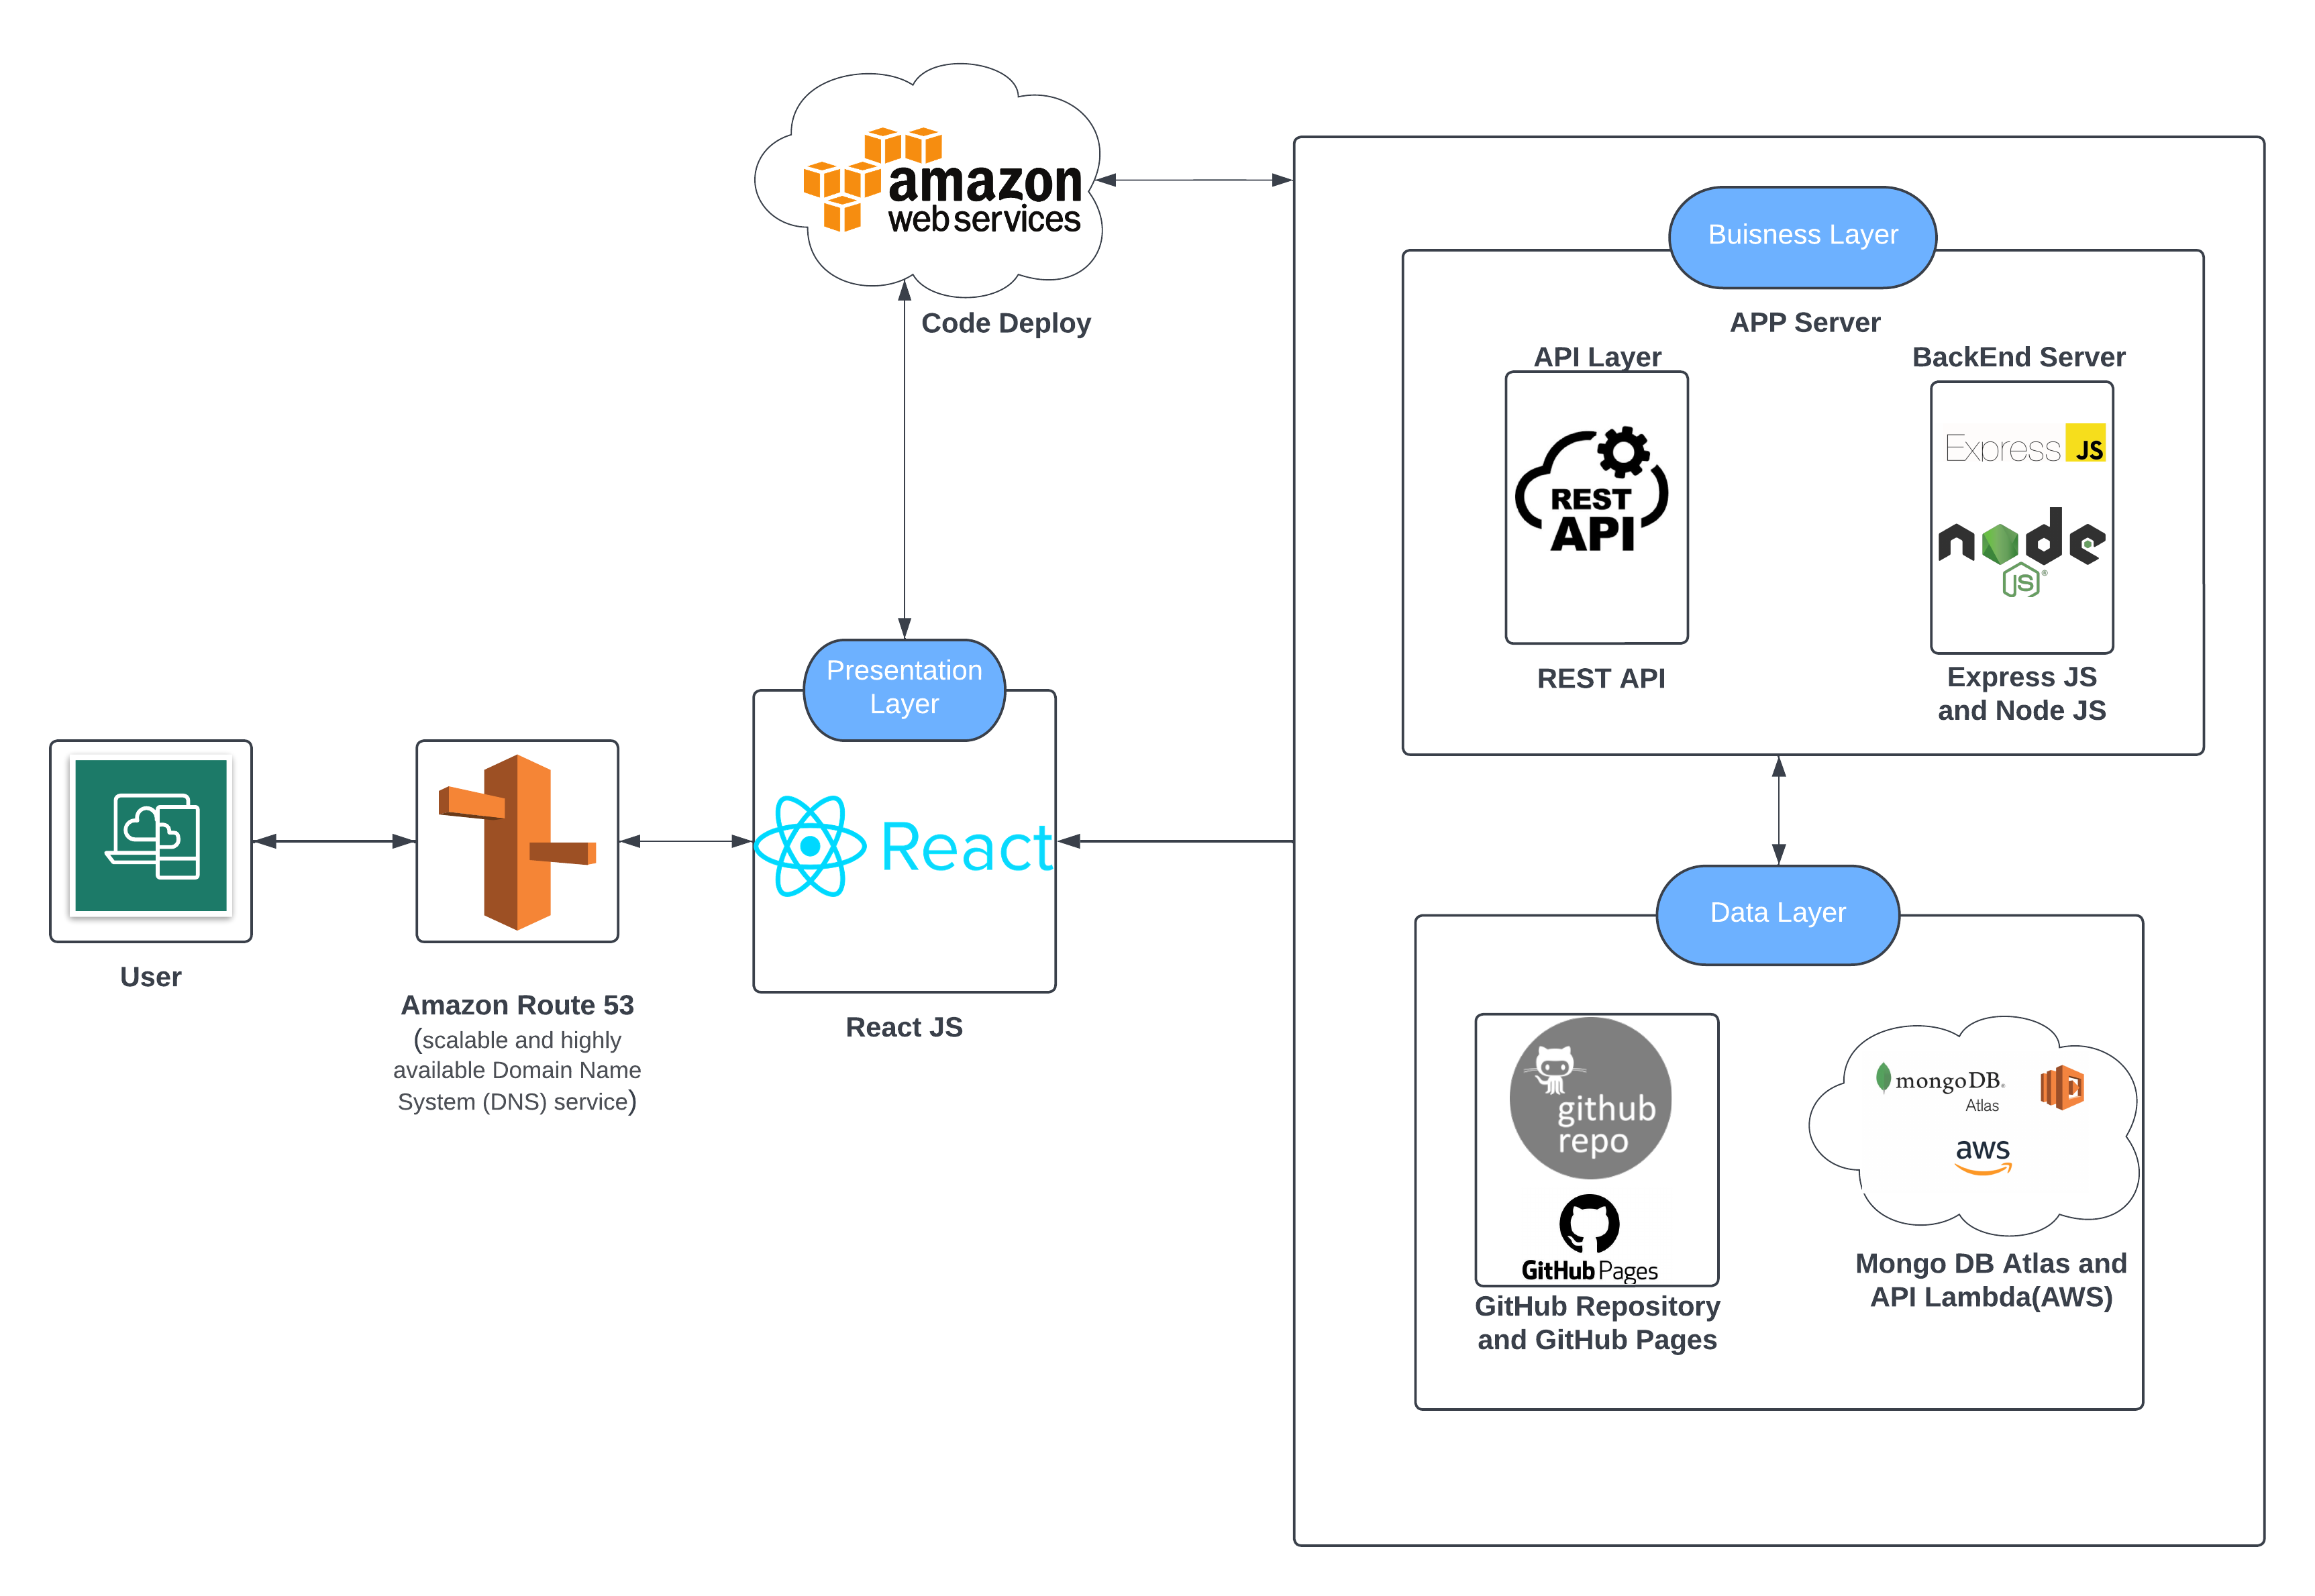 amazon
web services
Code Deploy
Buisness Layer
APP Server
API Layer
BackEnd Server
REST
API
Express JS
node
JS
REST API
Express JS
and Node JS
Presentation
Layer
React
User
Amazon Route 53
(scalable and highly
available Domain Name
System (DNS) service)
React JS
Data Layer
github
repo
GitHub Pages
mongoDB.
Atlas
aws
GitHub Repository
and GitHub Pages
Mongo DB Atlas and
API Lambda(AWS)